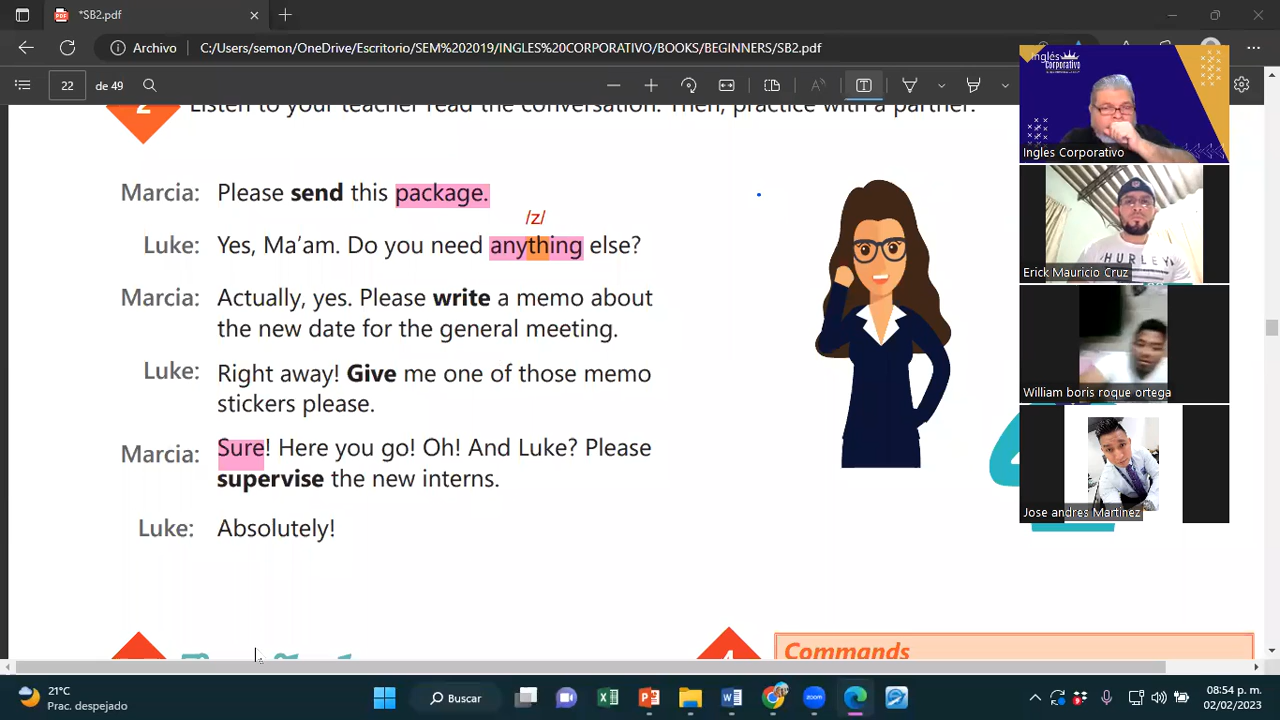 *SB2.pdf
Archivo
C:/Users/semon/OneDrive/Escritorio/SEM%202019/INGLES%20CORPORATIVO/BOOKS/BEGINNERS/SB2.pdf
22
de 49
2
Listen to your teacher read the conversation. Then, practice with a partner.
Marcia: Please send this package.
/z/
Luke: Yes, Ma'am. Do you need anything else?
Marcia: Actually, yes. Please write a memo about
the new date for the general meeting.
Luke: Right away! Give me one of those memo
stickers please.
Marcia: Sure! Here you go! Oh! And Luke? Please
supervise the new interns.
Luke: Absolutely!
4
Commands
Inglés
Corporativo
Ingles Corporativo
HURLEY
Erick Mauricio Cruz
William boris roque ortega
Jose andres Martinez
21°C
Prac. despejado
Buscar
zoom
08:54 p. m.
02/02/2023